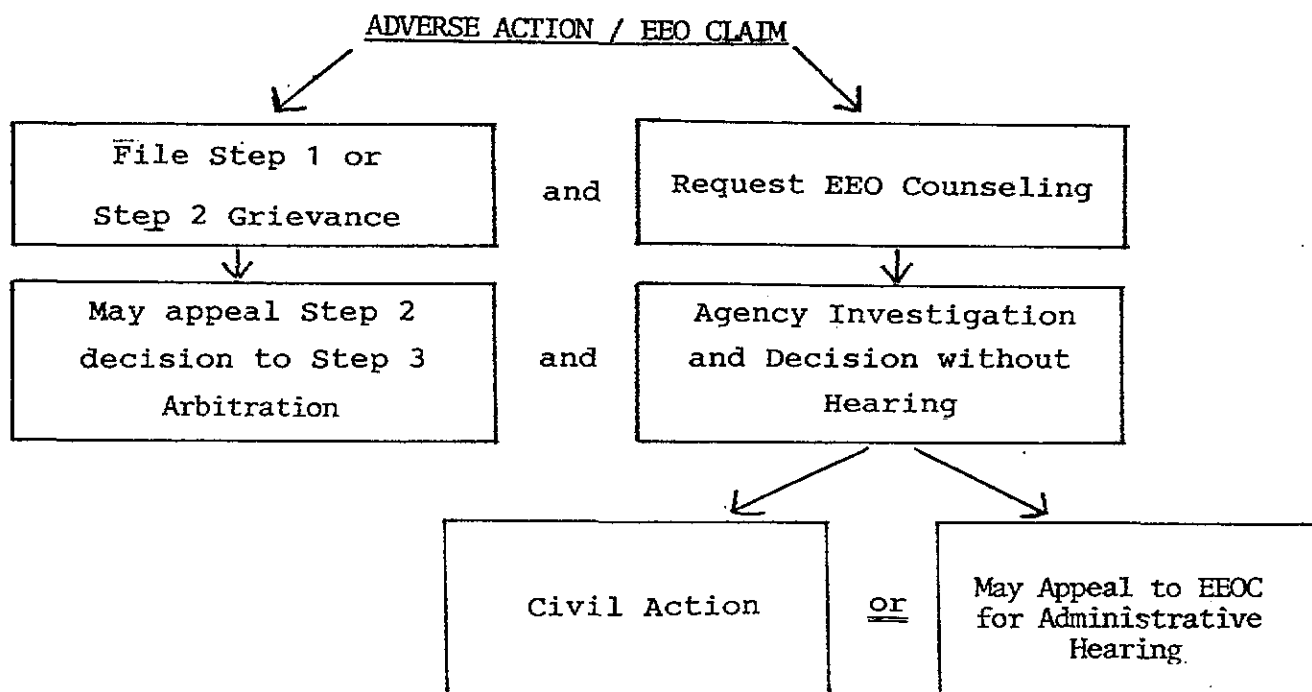 ADVERSE ACTION / EEO CLAIM
File Step 1 or
Step 2 Grievance
and
Request EEO Counseling
May appeal Step 2
decision to Step 3
Arbitration
and
Agency Investigation
and Decision without
Hearing
Civil Action
or
May Appeal to EEOC
for Administrative
Hearing